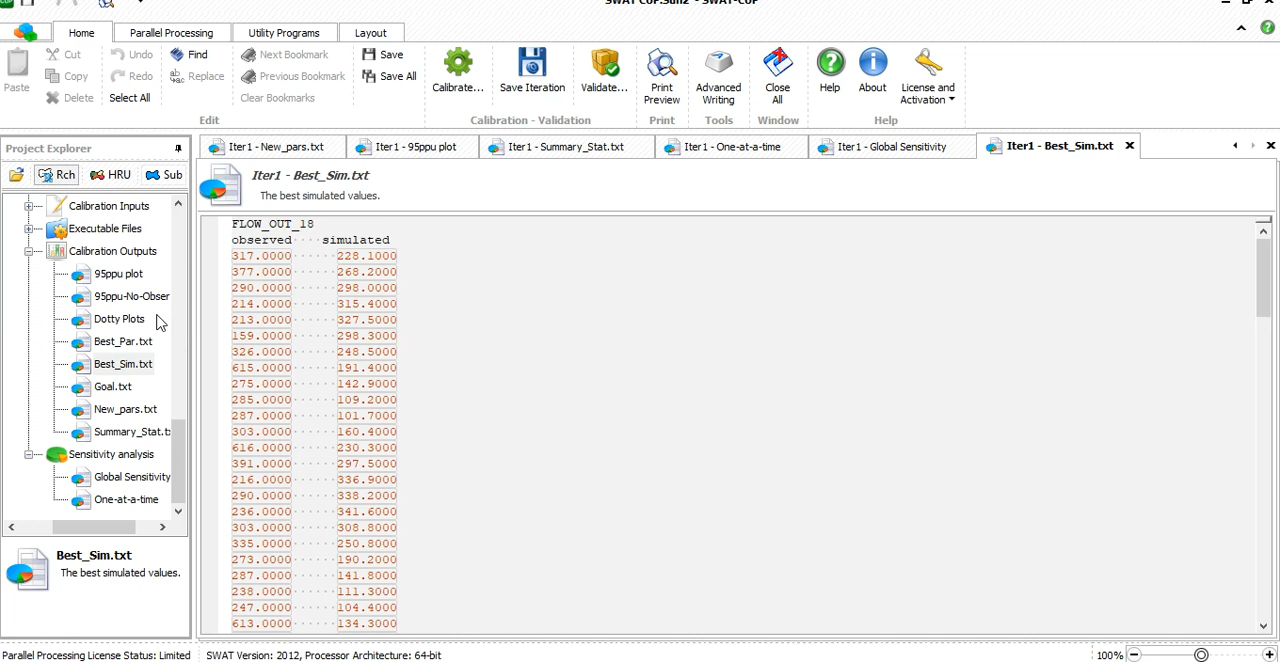 SWAT CUP.Sufi2 - SWAT-CUP
Home
Parallel Processing
Utility Programs
Layout
Paste
Cut
Copy
Delete
Undo
Redo
Select All
Find
Replace
Next Bookmark
Previous Bookmark
Clear Bookmarks
Save
Save All
Calibrate...
Save Iteration
Validate...
Print Preview
Advanced Writing
Close All
Help
About
License and Activation
Edit
Calibration - Validation
Print
Tools
Window
Help
Project Explorer
Rch
HRU
Sub
Calibration Inputs
Executable Files
Calibration Outputs
95ppu plot
95ppu-No-Obser
Dotty Plots
Best_Par.txt
Best_Sim.txt
Goal.txt
New_pars.txt
Summary_Stat.tx
Sensitivity analysis
Global Sensitivity
One-at-a-time
Best_Sim.txt
The best simulated values.
Iter1 - New_pars.txt
Iter1 - 95ppu plot
Iter1 - Summary_Stat.txt
Iter1 - One-at-a-time
Iter1 - Global Sensitivity
Iter1 - Best_Sim.txt
Iter1 - Best_Sim.txt
The best simulated values.
FLOW_OUT_18
observed simulated
317.0000 228.1000
377.0000 268.2000
290.0000 298.0000
214.0000 315.4000
213.0000 327.5000
159.0000 298.3000
326.0000 248.5000
615.0000 191.4000
275.0000 142.9000
285.0000 109.2000
287.0000 101.7000
303.0000 160.4000
616.0000 230.3000
391.0000 297.5000
216.0000 336.9000
290.0000 338.2000
236.0000 341.6000
303.0000 308.8000
335.0000 250.8000
273.0000 190.2000
287.0000 141.8000
238.0000 111.3000
247.0000 104.4000
613.0000 134.3000
Parallel Processing License Status: Limited
SWAT Version: 2012, Processor Architecture: 64-bit
100%